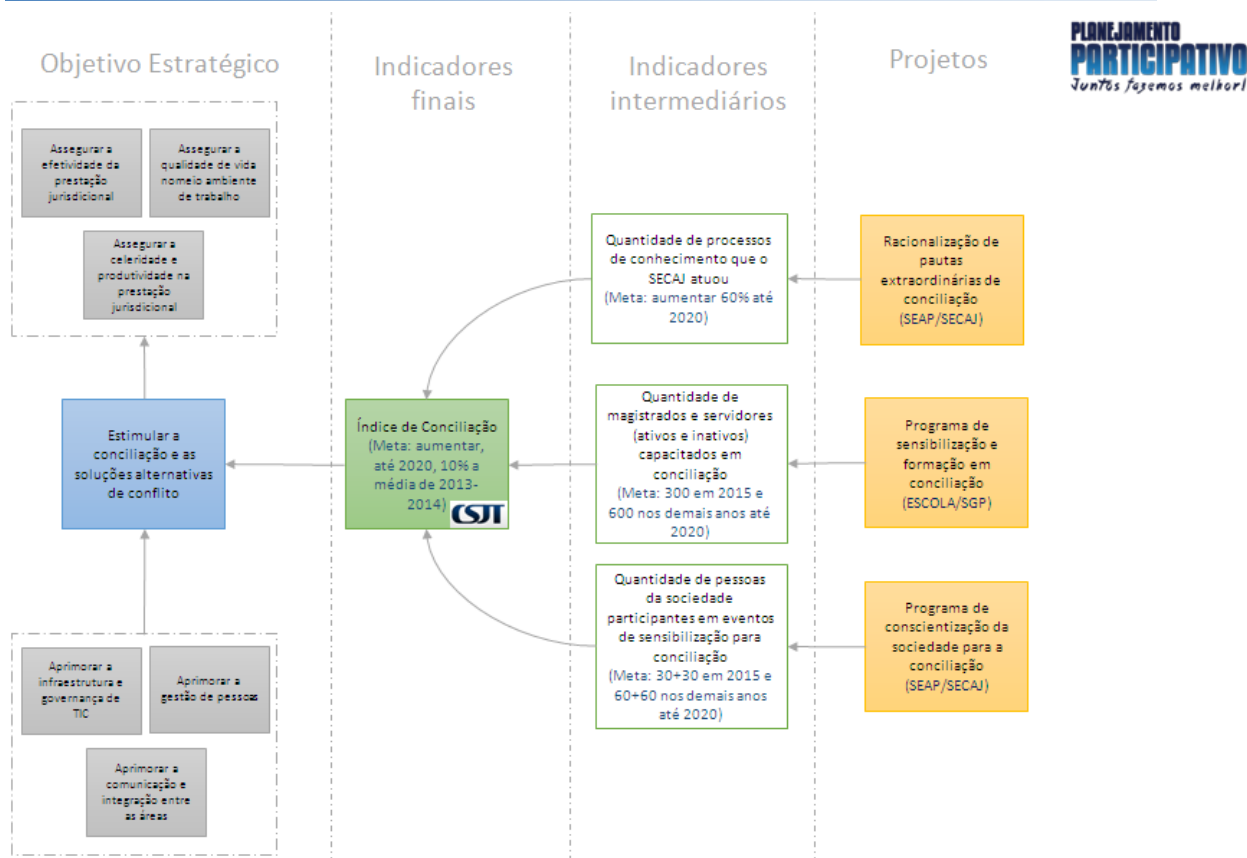 PLANEJAMENTO
PARTICIPATIVO
Juntos fazemos melhor!
Objetivo Estratégico
Indicadores
finais
Indicadores
intermediários
Projetos
Assegurar a
efetividade da
prestação
jurisdicional
Assegurar a
qualidade de vida
nomeio ambiente
de trabalho
Assegurar a
celeridade e
produtividade na
prestação
jurisdicional
Estimular a
conciliação e as
soluções alternativas
de conflito
Aprimorar a
infraestrutura e
governança de
TIC
Aprimorar a
gestão de pessoas
Aprimorar a
comunicação e
integração entre
as áreas
Índice de Conciliação
(Meta: aumentar,
até 2020, 10% a
média de 2013-
2014)
CSJT
Quantidade de processos
de conhecimento que o
SECAJ atuou
(Meta: aumentar 60% até
2020)
Quantidade de
magistrados e servidores
(ativos e inativos)
capacitados em
conciliação
(Meta: 300 em 2015 e
600 nos demais anos até
2020)
Quantidade de pessoas
da sociedade
participantes em eventos
de sensibilização para
conciliação
(Meta: 30+30 em 2015 e
60+60 nos demais anos
até 2020)
Racionalização de
pautas
extraordinárias de
conciliação
(SEAP/SECAJ)
Programa de
sensibilização e
formação em
conciliação
(ESCOLA/SGP)
Programa de
conscientização da
sociedade para a
conciliação
(SEAP/SECAJ)